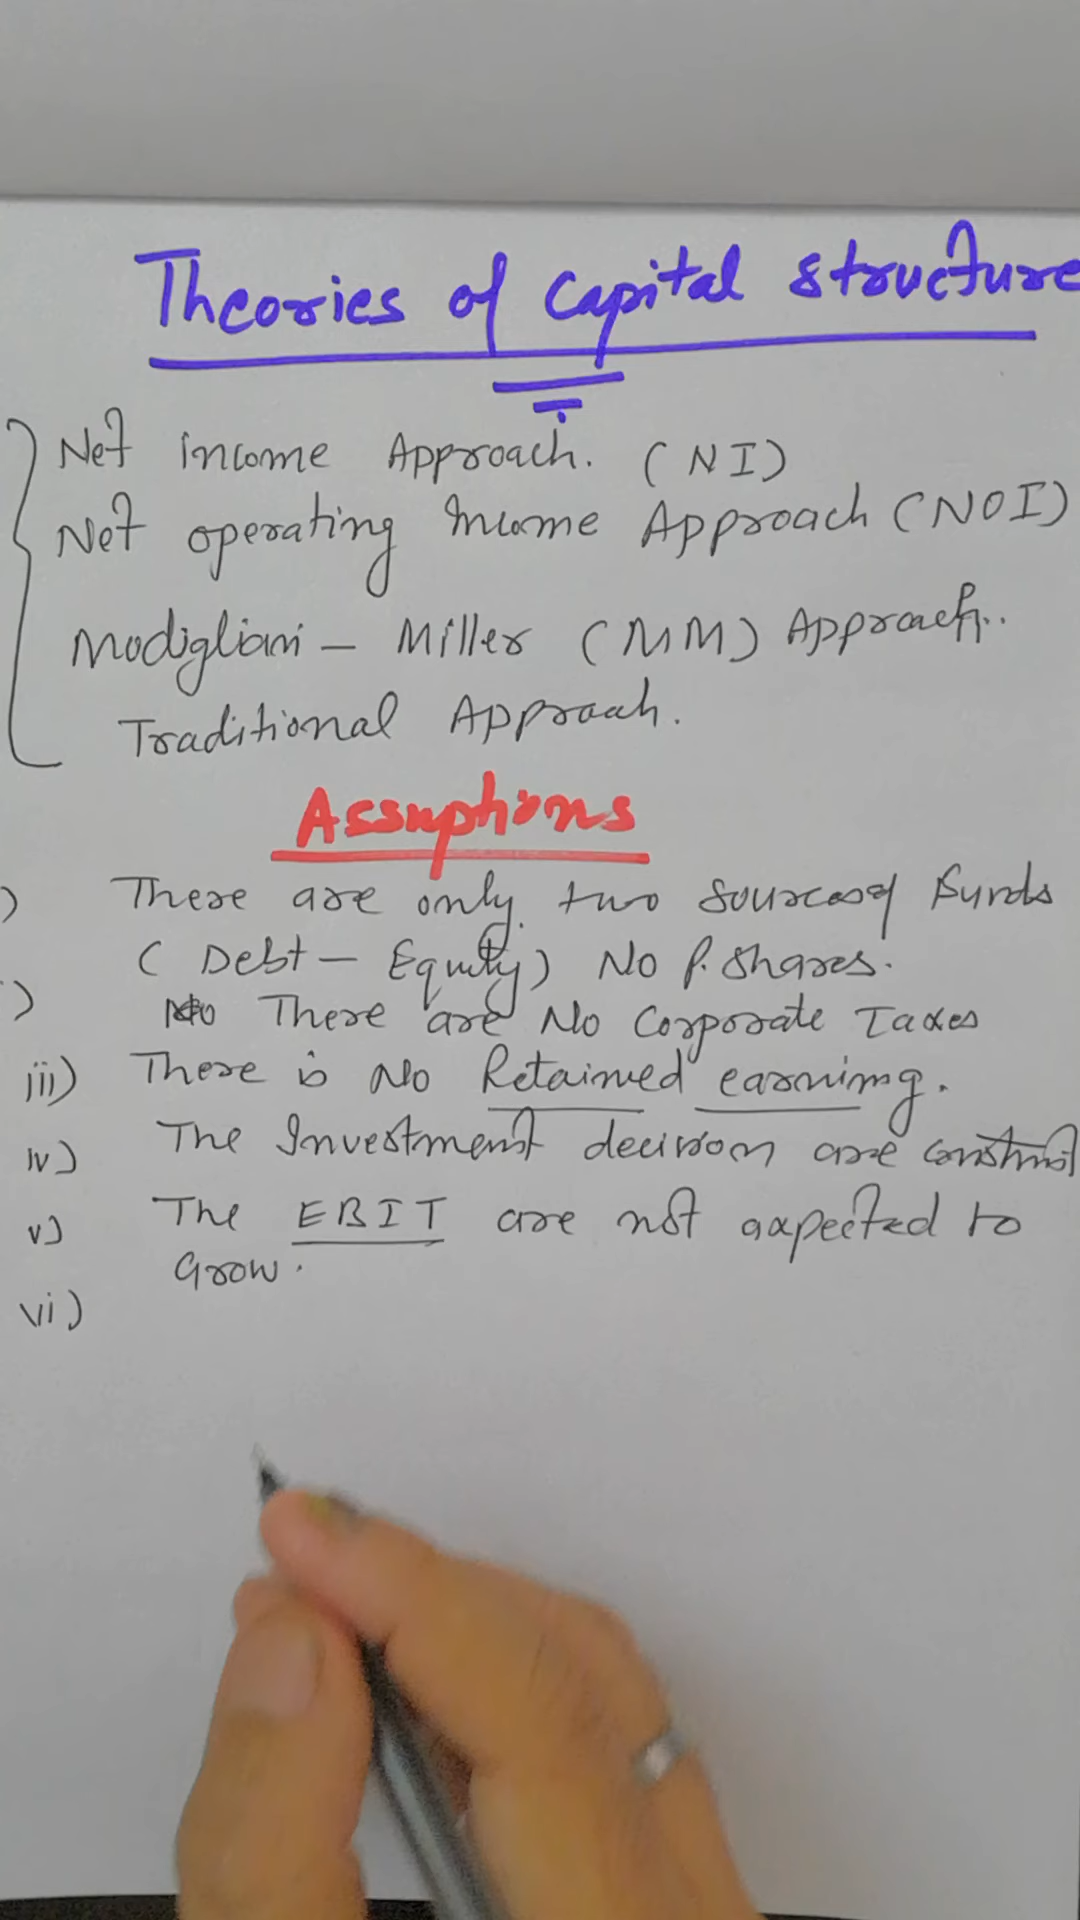 Theories of Capital Structure
Net income Approach. (NI)
Net operating Income Approach (NOI)
Modigliani - Miller (MM) Approach..
Traditional Approach.
Assuptions
) There are only two sources of Funds
(Debt - Equity) No P. Shares.
) No There are No Corporate Taxes
iii) There is No Retained earning.
iv) The Investment decision are constant
v) The EBIT are not expected to
Grow.
vi)